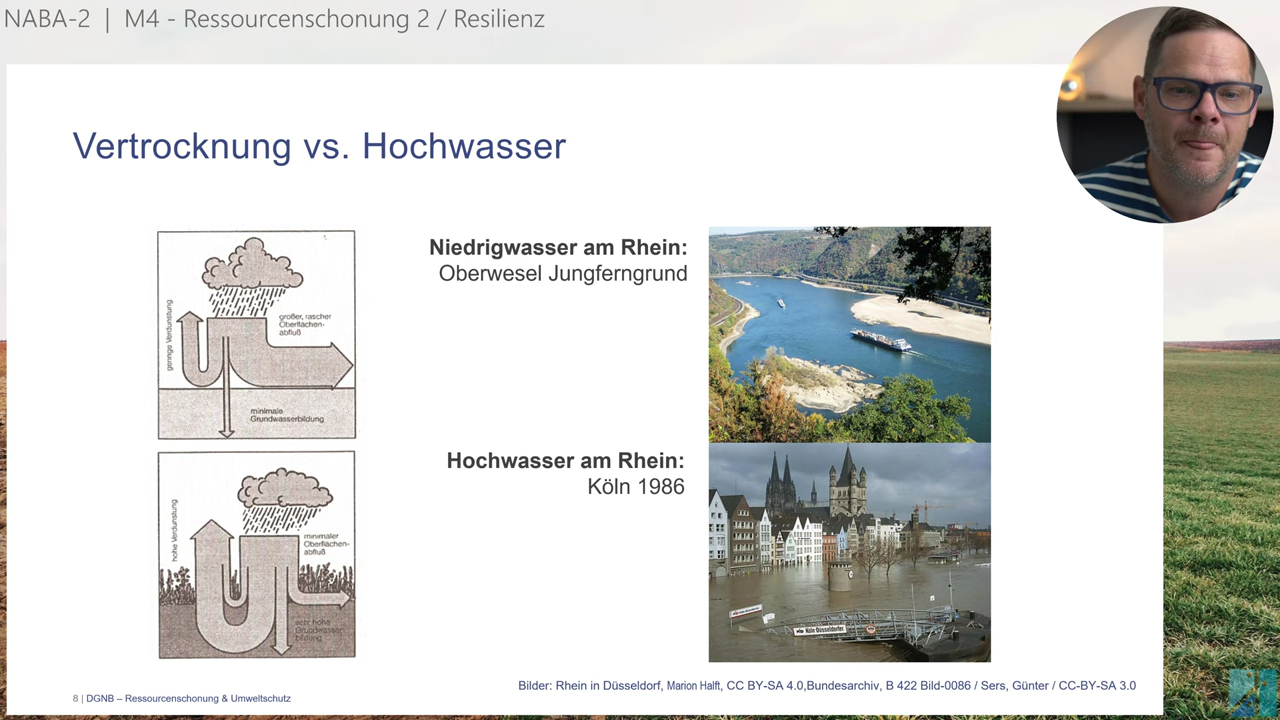 NABA-2 | M4 - Ressourcenschonung 2 / Resilienz
Vertrocknung vs. Hochwasser
geringe Verdunstung
großer, rascher
Oberflächen-
abfluß
minimale
Grundwasserbildung
Niedrigwasser am Rhein:
Oberwesel Jungferngrund
hohe Verdunstung
minimaler
Oberflächen-
abfluß
sehr hohe
Grundwasser-
bildung
Hochwasser am Rhein:
Köln 1986
Köln Düsseldorfer
Bilder: Rhein in Düsseldorf, Marion Halft, CC BY-SA 4.0,Bundesarchiv, B 422 Bild-0086 / Sers, Günter / CC-BY-SA 3.0
8 | DGNB – Ressourcenschonung & Umweltschutz